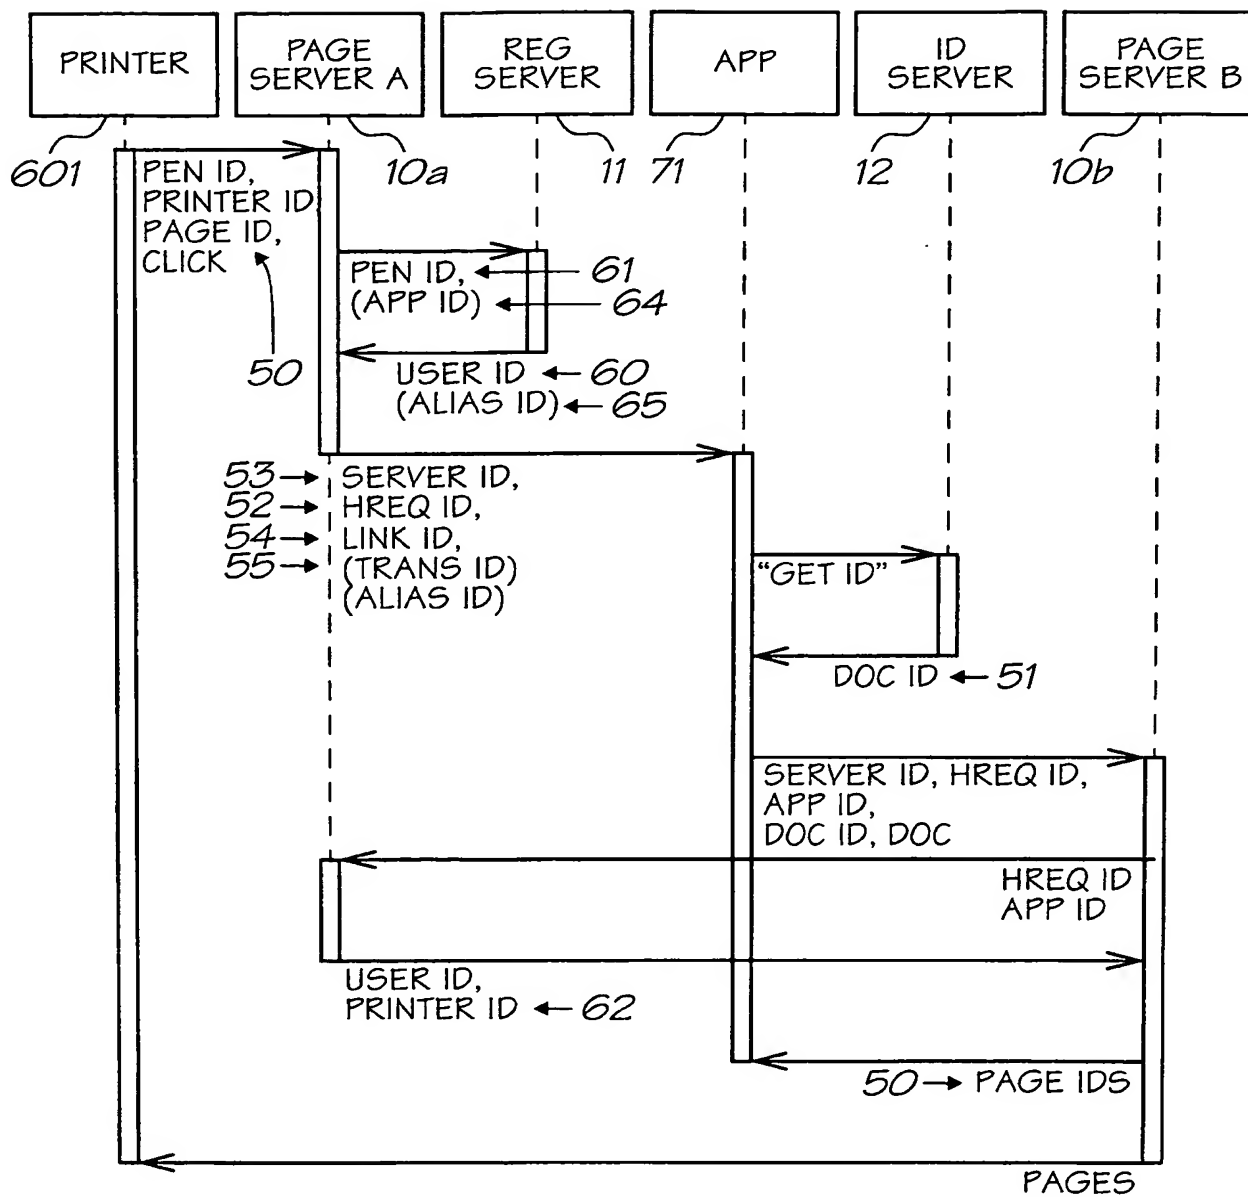 PRINTER
PAGE
SERVER A
REG
SERVER
APP
ID
SERVER
PAGE
SERVER B
601
10a
11
71
12
10b
PEN ID,
PRINTER ID
PAGE ID,
CLICK
50
PEN ID,
61
(APP ID)
64
USER ID
60
(ALIAS ID)
65
53
SERVER ID,
52
HREQ ID,
54
LINK ID,
55
(TRANS ID)
(ALIAS ID)
"GET ID"
DOC ID
51
SERVER ID, HREQ ID,
APP ID,
DOC ID, DOC
HREQ ID
APP ID
USER ID,
PRINTER ID
62
50
PAGE IDS
PAGES